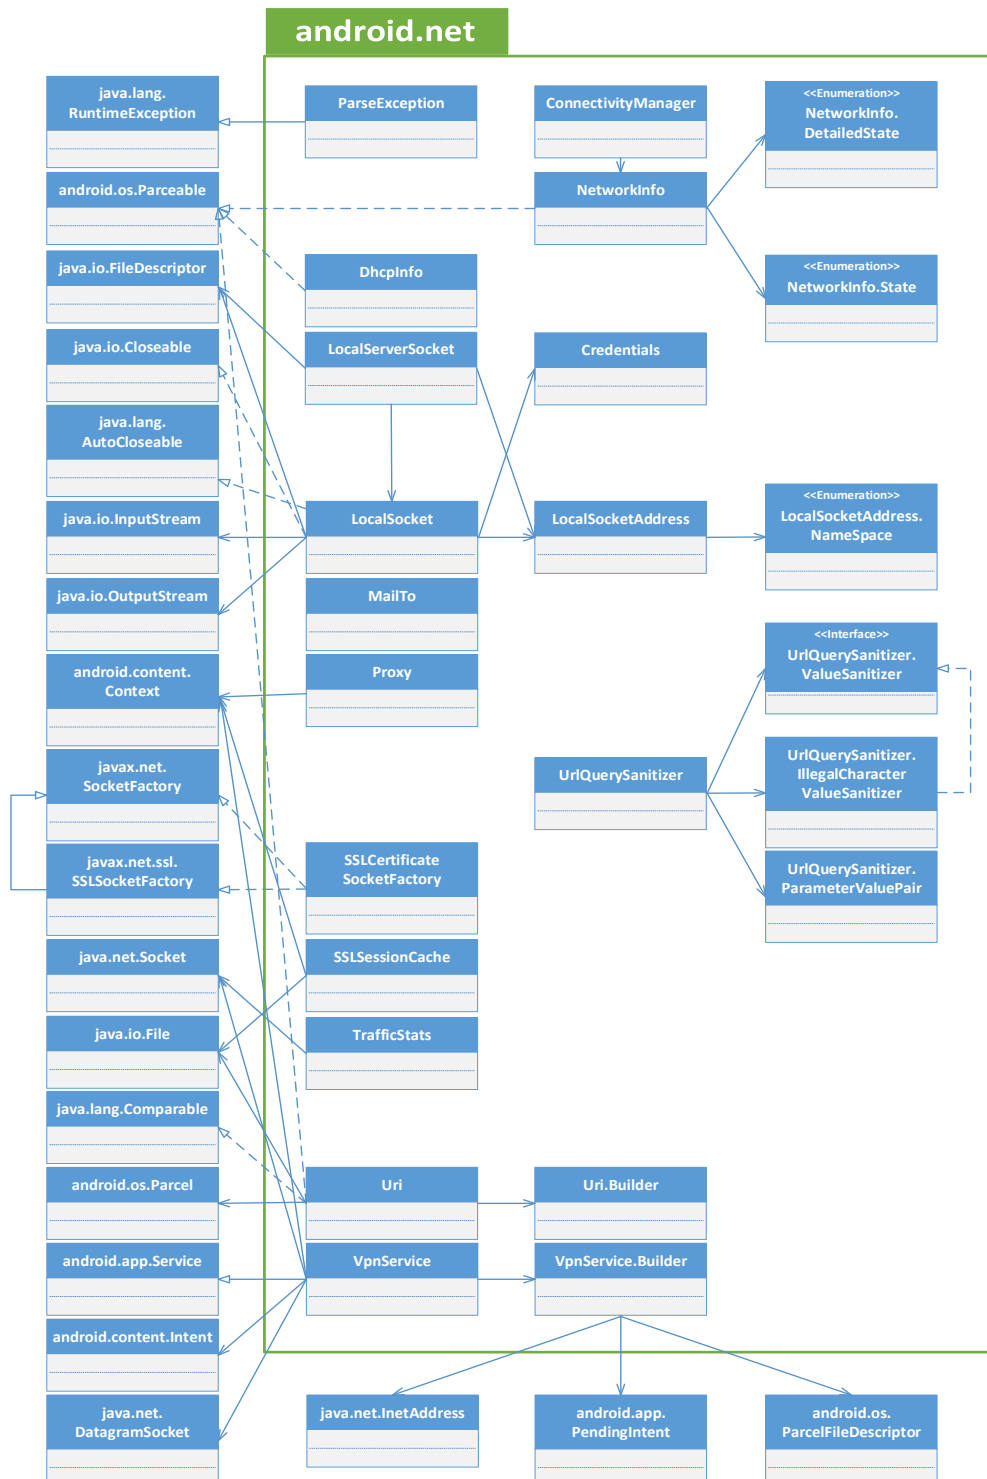 android.net
java.lang.
RuntimeException
ParseException
ConnectivityManager
<<Enumeration>>
NetworkInfo.
DetailedState
android.os.Parceable
NetworkInfo
java.io.FileDescriptor
DhcpInfo
<<Enumeration>>
NetworkInfo.State
java.io.Closeable
LocalServerSocket
Credentials
java.lang.
AutoCloseable
java.io.InputStream
LocalSocket
LocalSocketAddress
<<Enumeration>>
LocalSocketAddress.
NameSpace
java.io.OutputStream
MailTo
android.content.
Context
Proxy
<<Interface>>
UrlQuerySanitizer.
ValueSanitizer
javax.net.
SocketFactory
UrlQuerySanitizer
UrlQuerySanitizer.
IllegalCharacter
ValueSanitizer
javax.net.ssl.
SSLSocketFactory
SSLCertificate
SocketFactory
UrlQuerySanitizer.
ParameterValuePair
java.net.Socket
SSLSessionCache
java.io.File
TrafficStats
java.lang.Comparable
android.os.Parcel
Uri
Uri.Builder
android.app.Service
VpnService
VpnService.Builder
android.content.Intent
java.net.
DatagramSocket
java.net.InetAddress
android.app.
PendingIntent
android.os.
ParcelFileDescriptor